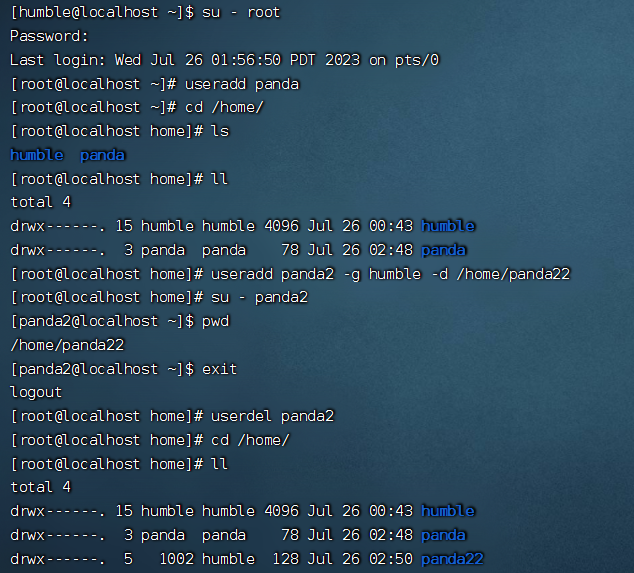 [humble@localhost ~]$ su - root
Password:
Last login: Wed Jul 26 01:56:50 PDT 2023 on pts/0
[root@localhost ~]# useradd panda
[root@localhost ~]# cd /home/
[root@localhost home]# ls
humble  panda
[root@localhost home]# ll
total 4
drwx------. 15 humble humble 4096 Jul 26 00:43 humble
drwx------.  3 panda  panda    78 Jul 26 02:48 panda
[root@localhost home]# useradd panda2 -g humble -d /home/panda22
[root@localhost home]# su - panda2
[panda2@localhost ~]$ pwd
/home/panda22
[panda2@localhost ~]$ exit
logout
[root@localhost home]# userdel panda2
[root@localhost home]# cd /home/
[root@localhost home]# ll
total 4
drwx------. 15 humble humble 4096 Jul 26 00:43 humble
drwx------.  3 panda  panda    78 Jul 26 02:48 panda
drwx------.  5   1002 humble  128 Jul 26 02:50 panda22